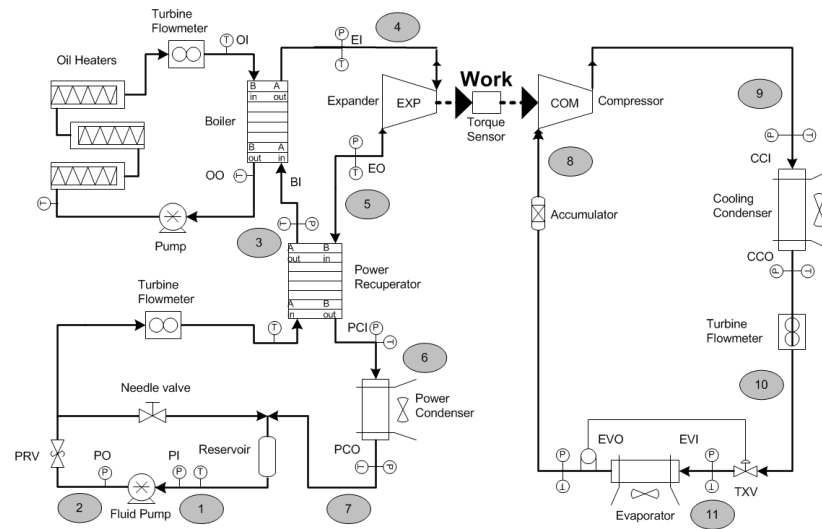 Turbine
Flowmeter
T
OI
P
T
EI
4
Oil Heaters
B
in
A
out
Boiler
B
out
A
in
OO
T
BI
T
Pump
T
P
3
Expander
EXP
Work
Torque
Sensor
COM
Compressor
P
T
EO
5
8
9
P
T
CCI
Cooling
Condenser
CCO
P
T
Accumulator
A
out
B
in
Power
Recuperator
A
in
B
out
Turbine
Flowmeter
T
PCI
P
T
6
Power
Condenser
PCO
T
P
7
Needle valve
PRV
PO
P
PI
P
T
Reservoir
2
Fluid Pump
1
Turbine
Flowmeter
10
EVO
EVI
P
T
P
T
TXV
Evaporator
11